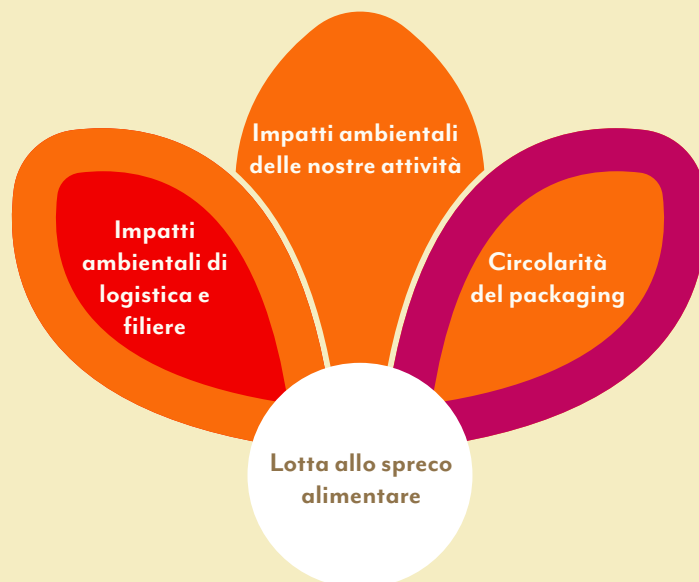 Impatti ambientali
delle nostre attività
Impatti
ambientali di
logistica e
filiere
Circolarità
del packaging
Lotta allo spreco
alimentare